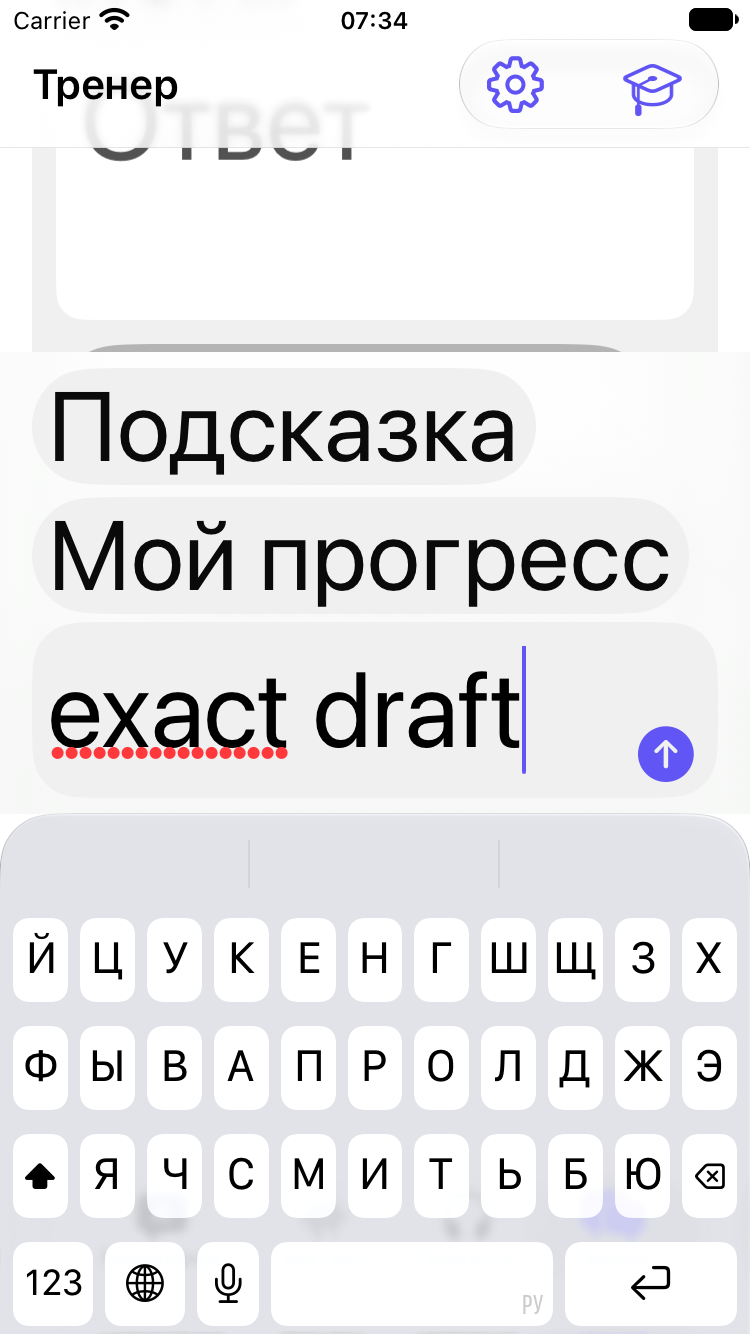 Carrier 07:34
Тренер
Ответ
Подсказка
Мой прогресс
exact draft
Й Ц У К Е Н Г Ш Щ З Х
Ф Ы В А П Р О Л Д Ж Э
Я Ч С М И Т Ь Б Ю
123
РУ